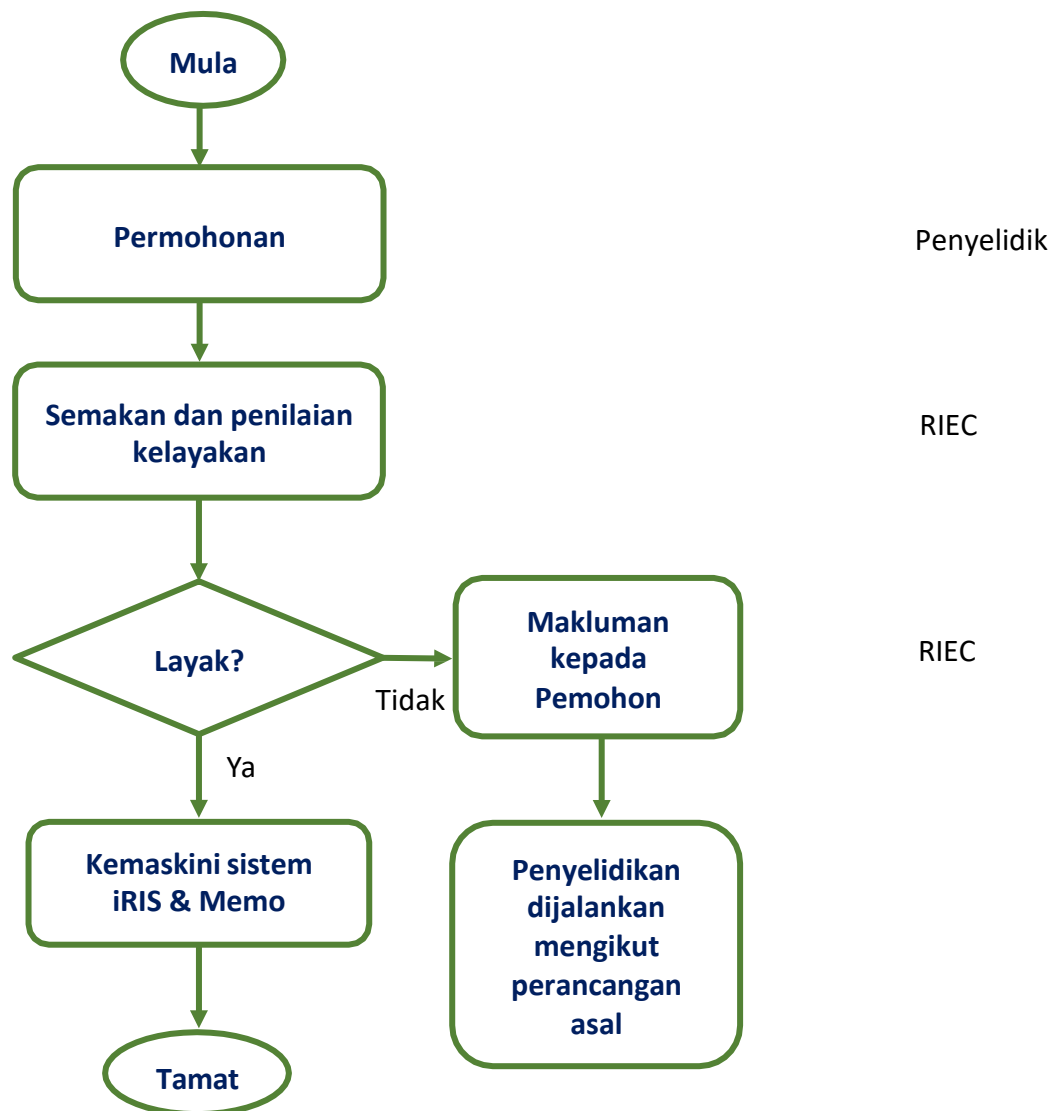 Mula
Permohonan
Penyelidik
Semakan dan penilaian
kelayakan
RIEC
Layak?
Tidak
Makluman
kepada
Pemohon
RIEC
Ya
Kemaskini sistem
iRIS & Memo
Penyelidikan
dijalankan
mengikut
perancangan
asal
Tamat